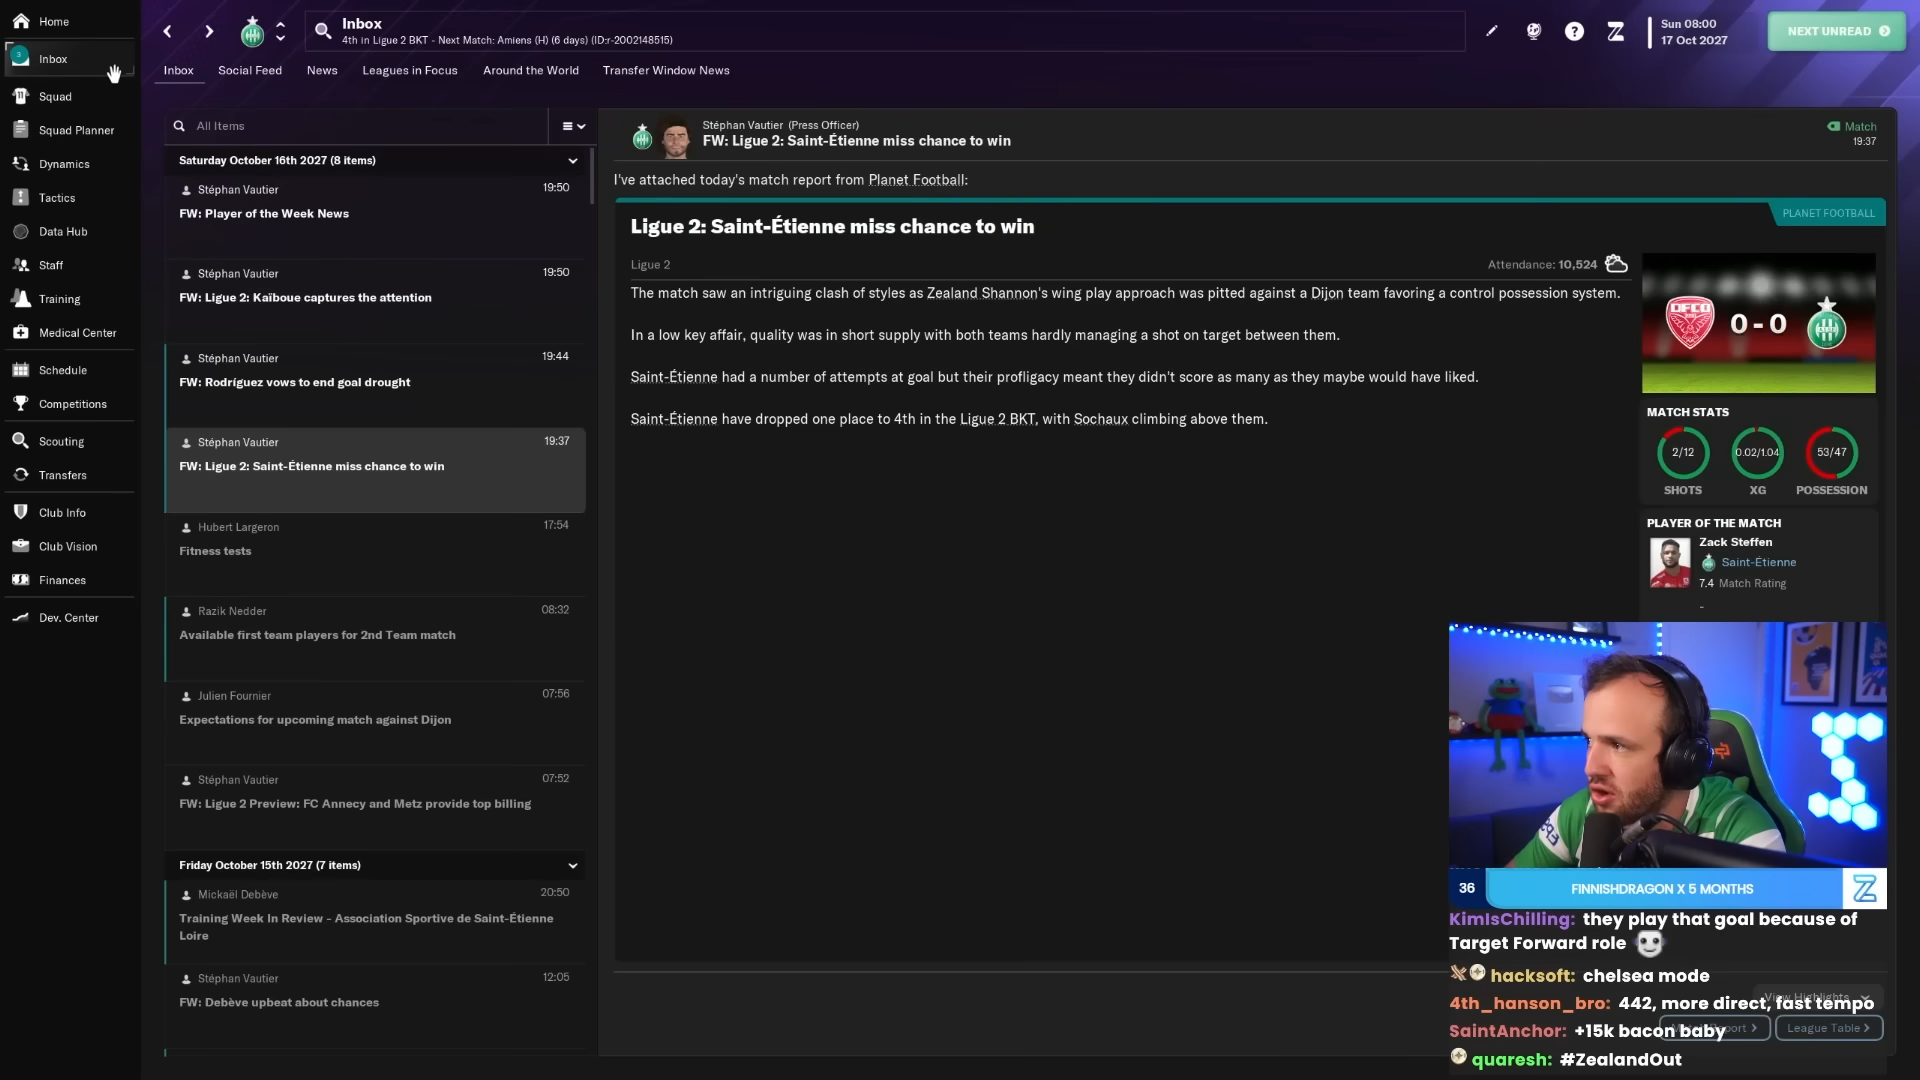 Home
3
Inbox
Squad
Squad Planner
Dynamics
Tactics
Data Hub
Staff
Training
Medical Center
Schedule
Competitions
Scouting
Transfers
Club Info
Club Vision
Finances
Dev. Center
Inbox
4th in Ligue 2 BKT - Next Match: Amiens (H) (6 days) (ID:r-2002148515)
Sun 08:00
17 Oct 2027
NEXT UNREAD
Inbox Social Feed News Leagues in Focus Around the World Transfer Window News
All Items
Saturday October 16th 2027 (8 items)
Stéphan Vautier 19:50
FW: Player of the Week News
Stéphan Vautier 19:50
FW: Ligue 2: Kaïboue captures the attention
Stéphan Vautier 19:44
FW: Rodríguez vows to end goal drought
Stéphan Vautier 19:37
FW: Ligue 2: Saint-Étienne miss chance to win
Hubert Largeron 17:54
Fitness tests
Razik Nedder 08:32
Available first team players for 2nd Team match
Julien Fournier 07:56
Expectations for upcoming match against Dijon
Stéphan Vautier 07:52
FW: Ligue 2 Preview: FC Annecy and Metz provide top billing
Friday October 15th 2027 (7 items)
Mickaël Debève 20:50
Training Week In Review - Association Sportive de Saint-Étienne
Loire
Stéphan Vautier 12:05
FW: Debève upbeat about chances
Stéphan Vautier (Press Officer)
FW: Ligue 2: Saint-Étienne miss chance to win
Match
19:37
I've attached today's match report from Planet Football:
PLANET FOOTBALL
Ligue 2: Saint-Étienne miss chance to win
Ligue 2 Attendance: 10,524
The match saw an intriguing clash of styles as Zealand Shannon's wing play approach was pitted against a Dijon team favoring a control possession system.
In a low key affair, quality was in short supply with both teams hardly managing a shot on target between them.
Saint-Étienne had a number of attempts at goal but their profligacy meant they didn't score as many as they maybe would have liked.
Saint-Étienne have dropped one place to 4th in the Ligue 2 BKT, with Sochaux climbing above them.
DFCO
0 - 0
MATCH STATS
2/12 0.02/1.04 53/47
SHOTS XG POSSESSION
PLAYER OF THE MATCH
Zack Steffen
Saint-Étienne
7.4 Match Rating
-
36 FINNISHDRAGON X 5 MONTHS
KimIsChilling: they play that goal because of
Target Forward role
hacksoft: chelsea mode
View Highlights
4th_hanson_bro: 442, more direct, fast tempo
SaintAnchor: +15k bacon baby
League Table
quaresh: #ZealandOut